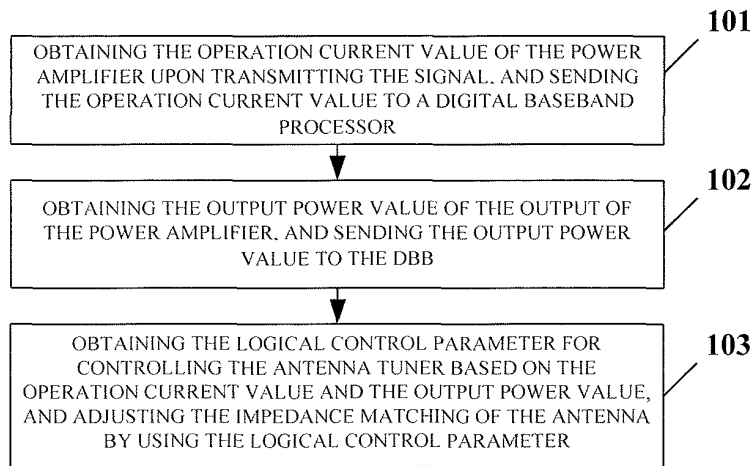 101
OBTAINING THE OPERATION CURRENT VALUE OF THE POWER
AMPLIFIER UPON TRANSMITTING THE SIGNAL, AND SENDING
THE OPERATION CURRENT VALUE TO A DIGITAL BASEBAND
PROCESSOR
102
OBTAINING THE OUTPUT POWER VALUE OF THE OUTPUT OF
THE POWER AMPLIFIER, AND SENDING THE OUTPUT POWER
VALUE TO THE DBB
103
OBTAINING THE LOGICAL CONTROL PARAMETER FOR
CONTROLLING THE ANTENNA TUNER BASED ON THE
OPERATION CURRENT VALUE AND THE OUTPUT POWER VALUE,
AND ADJUSTING THE IMPEDANCE MATCHING OF THE ANTENNA
BY USING THE LOGICAL CONTROL PARAMETER